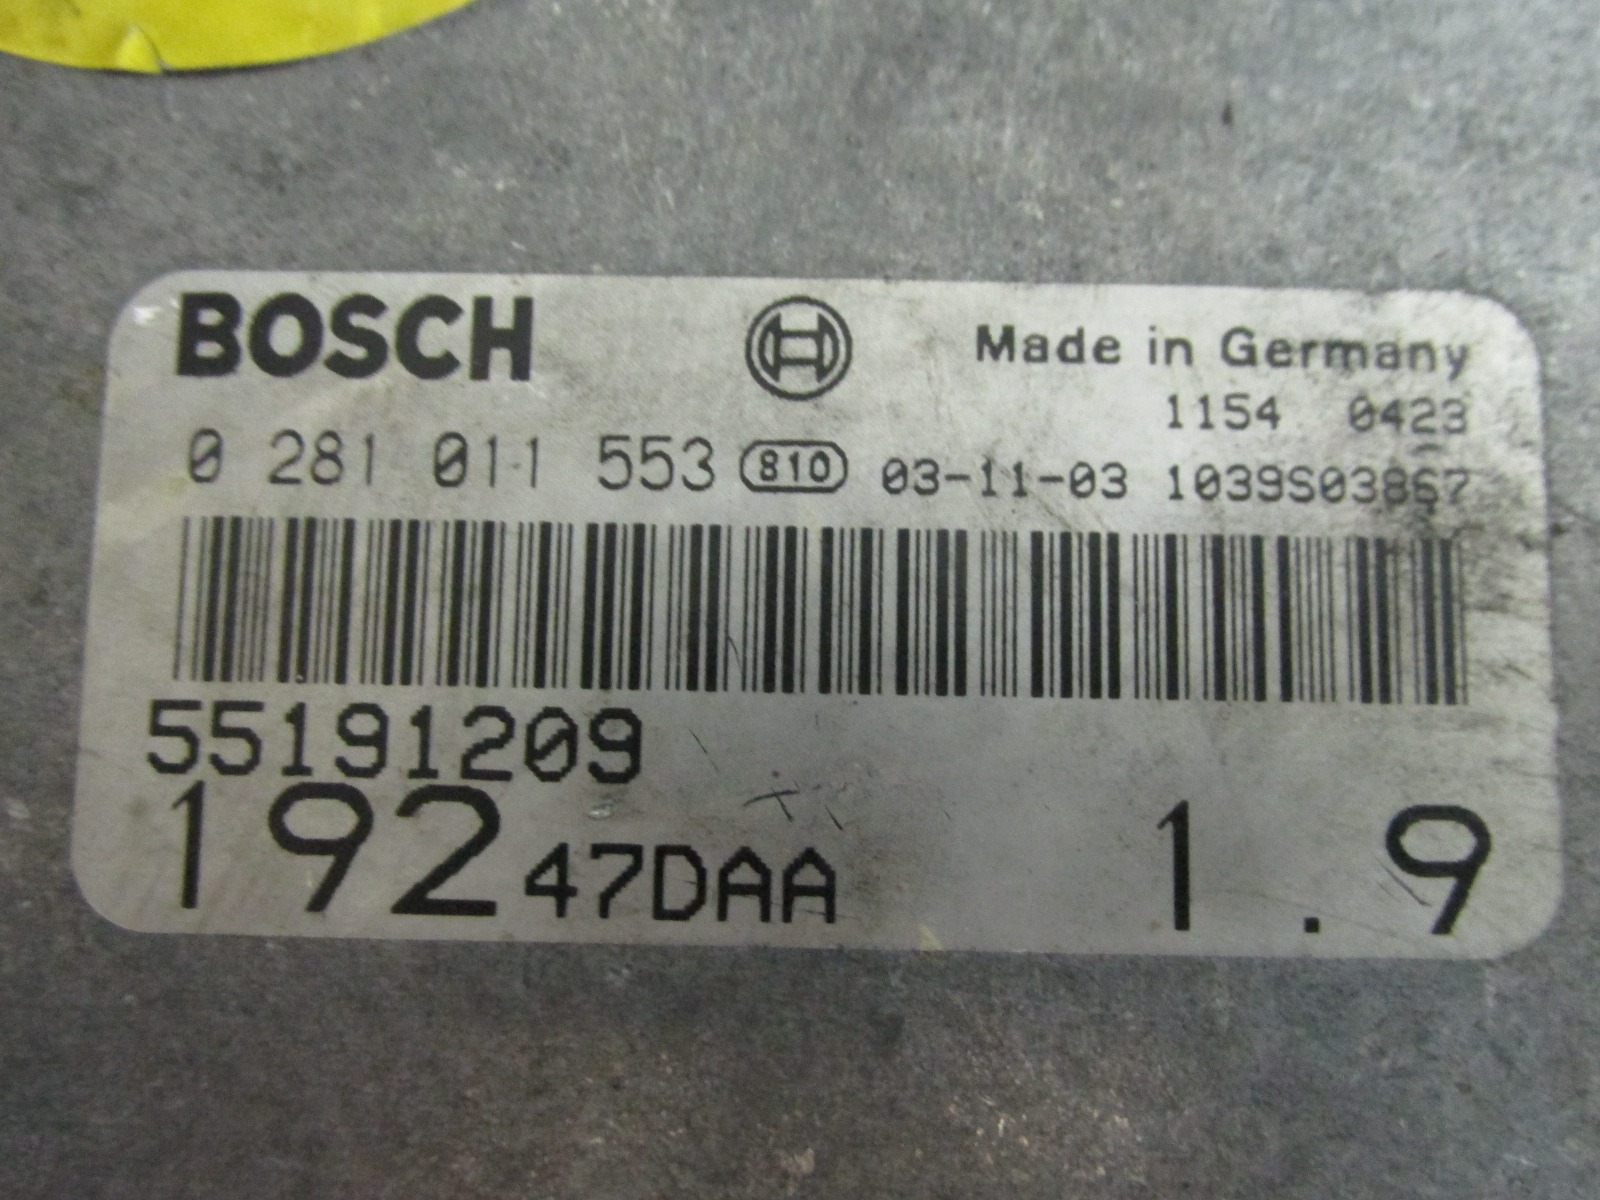 BOSCH Made in Germany
1154 0423
0 281 011 553 810 03-11-03 1039S03867
55191209
192 47DAA 1.9